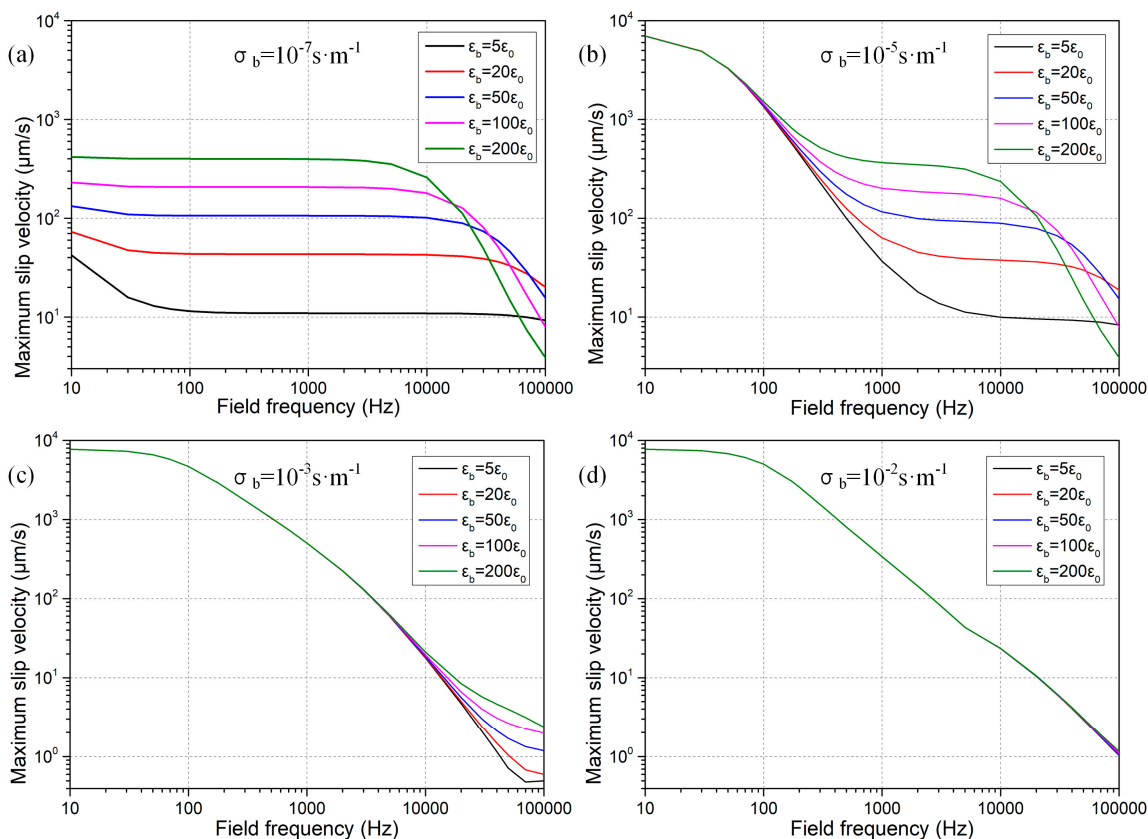 (a)
σ b=10-7s·m-1
εb=5ε0
εb=20ε0
εb=50ε0
εb=100ε0
εb=200ε0
Maximum slip velocity (μm/s)
10⁴
10³
10²
10¹
10
100
1000
10000
100000
Field frequency (Hz)
(b)
σ b=10-5s·m-1
εb=5ε0
εb=20ε0
εb=50ε0
εb=100ε0
εb=200ε0
Maximum slip velocity (μm/s)
10⁴
10³
10²
10¹
10
100
1000
10000
100000
Field frequency (Hz)
(c)
σ b=10-3s·m-1
εb=5ε0
εb=20ε0
εb=50ε0
εb=100ε0
εb=200ε0
Maximum slip velocity (μm/s)
10⁴
10³
10²
10¹
10⁰
10
100
1000
10000
100000
Field frequency (Hz)
(d)
σ b=10-2s·m-1
εb=5ε0
εb=20ε0
εb=50ε0
εb=100ε0
εb=200ε0
Maximum slip velocity (μm/s)
10⁴
10³
10²
10¹
10⁰
10
100
1000
10000
100000
Field frequency (Hz)